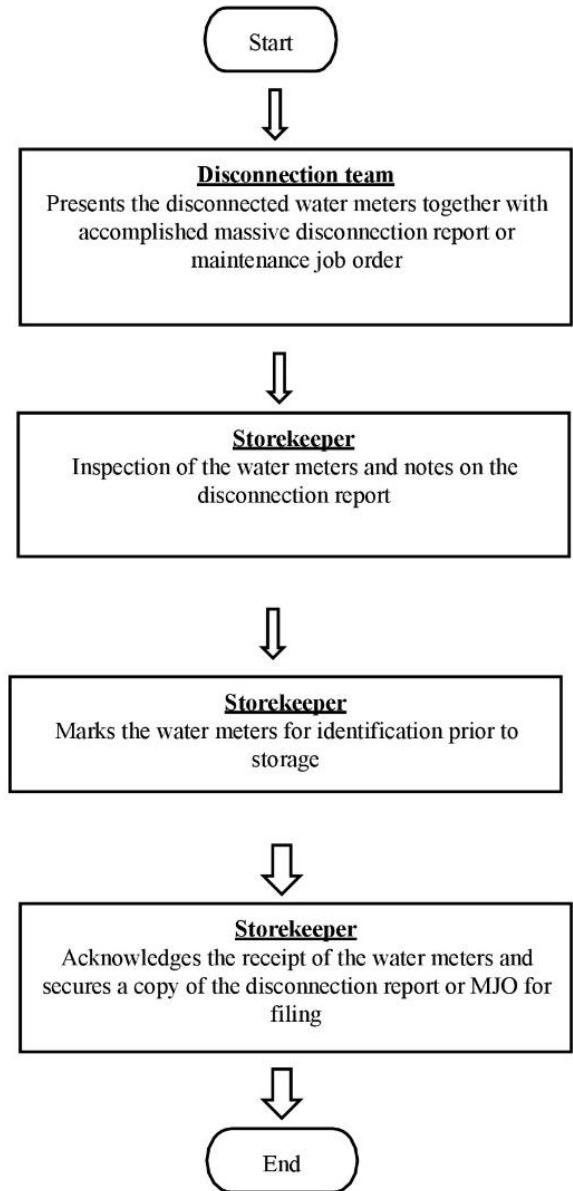 Start
Disconnection team
Presents the disconnected water meters together with
accomplished massive disconnection report or
maintenance job order
Storekeeper
Inspection of the water meters and notes on the
disconnection report
Storekeeper
Marks the water meters for identification prior to
storage
Storekeeper
Acknowledges the receipt of the water meters and
secures a copy of the disconnection report or MJO for
filing
End